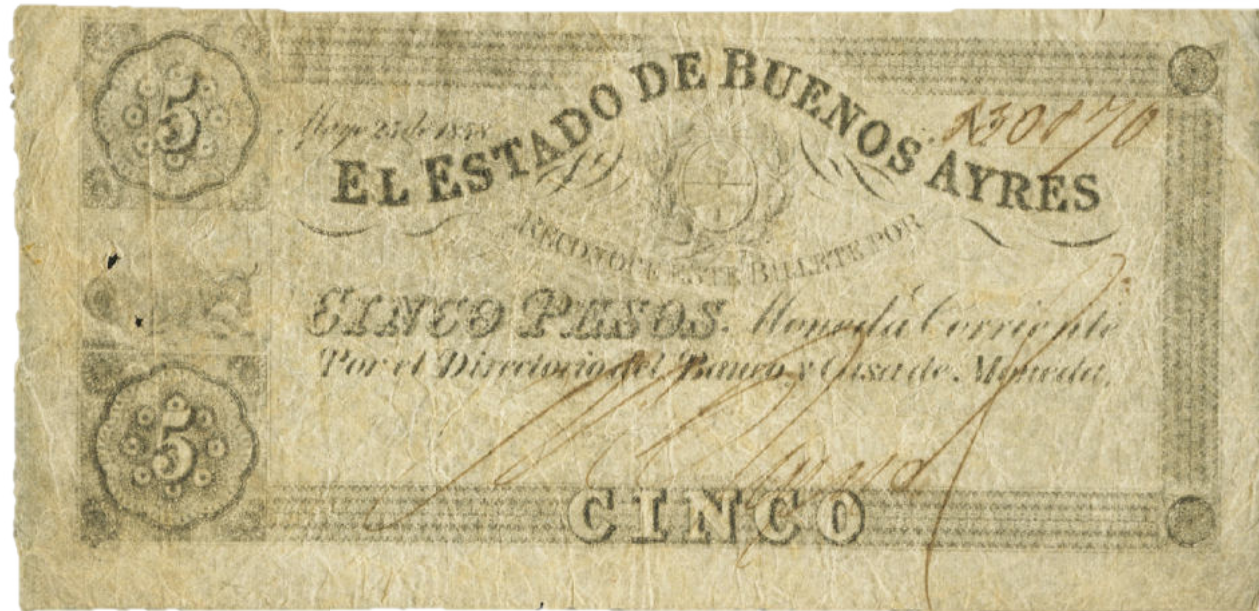 5
Mayo 25 de 1858
230870
EL ESTADO DE BUENOS AYRES
RECONOCE ESTE BILLETE POR
CINCO PESOS. Moneda Corriente
Por el Directorio del Banco y Casa de Moneda.
5
CINCO